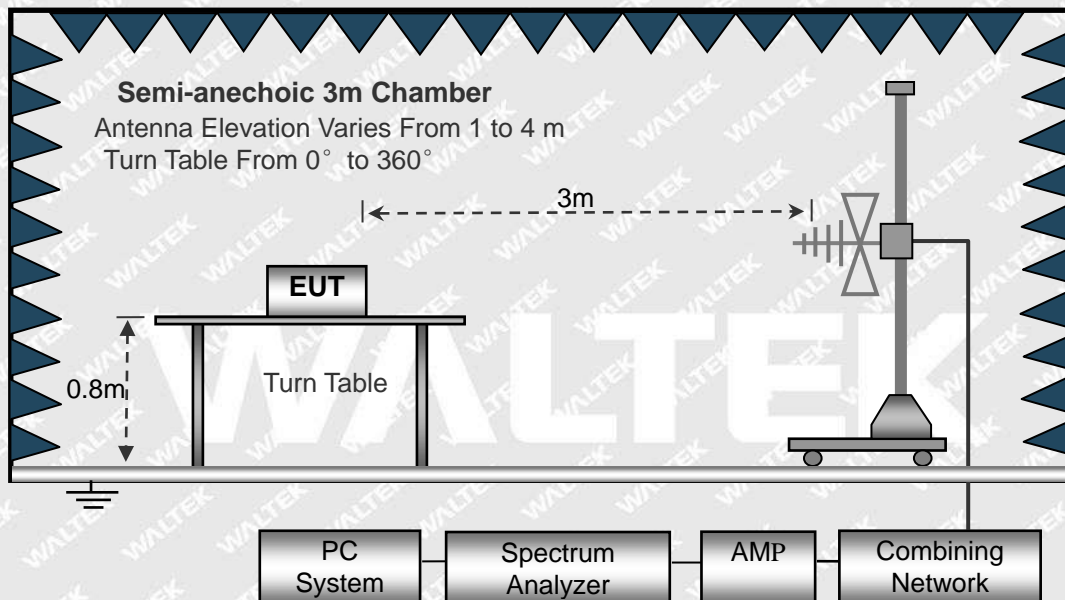 Semi-anechoic 3m Chamber
Antenna Elevation Varies From 1 to 4 m
Turn Table From 0° to 360°
3m
EUT
0.8m
Turn Table
WALTEK
PC
System
Spectrum
Analyzer
AMP
Combining
Network